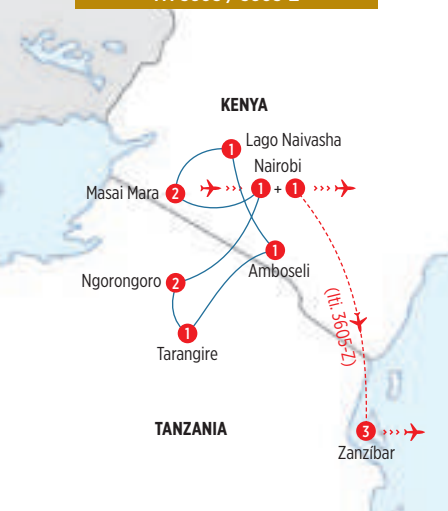 KENYA
1 Lago Naivasha
Nairobi
Masai Mara 2
1 + 1
1
Amboseli
Ngorongoro 2
1
Tarangire
(Iti. 3605-Z)
TANZANIA
3
Zanzíbar